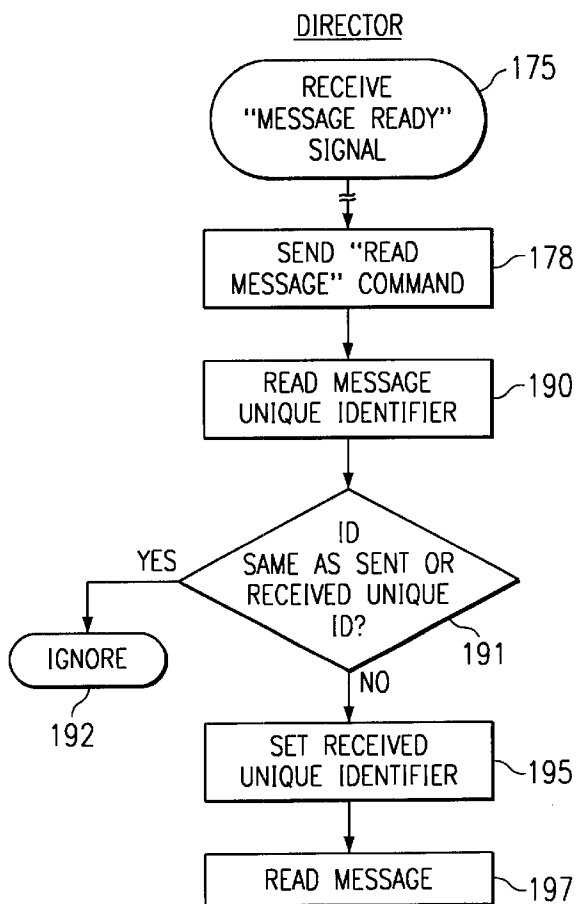 DIRECTOR
RECEIVE
"MESSAGE READY"
SIGNAL
175
SEND "READ
MESSAGE" COMMAND
178
READ MESSAGE
UNIQUE IDENTIFIER
190
ID
SAME AS SENT OR
RECEIVED UNIQUE
ID?
191
YES
IGNORE
192
NO
SET RECEIVED
UNIQUE IDENTIFIER
195
READ MESSAGE
197